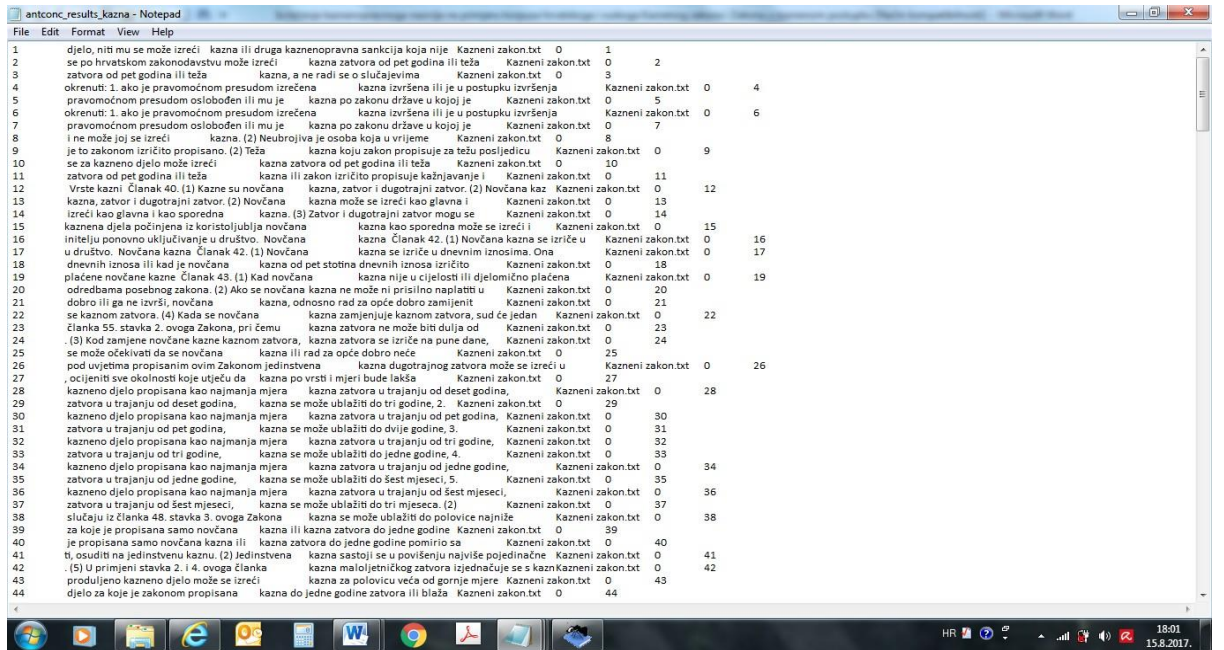 antconc_results_kazna - Notepad
File Edit Format View Help
1 djelo, niti mu se može izreći kazna ili druga kaznenopravna sankcija koja nije Kazneni zakon.txt 0 1
2 se po hrvatskom zakonodavstvu može izreći kazna zatvora od pet godina ili teža Kazneni zakon.txt 0 2
3 zatvora od pet godina ili teža kazna, a ne radi se o slučajevima Kazneni zakon.txt 0 3
4 okrenuti: 1. ako je pravomoćnom presudom izrečena kazna izvršena ili je u postupku izvršenja Kazneni zakon.txt 0 4
5 pravomoćnom presudom oslobođen ili mu je kazna po zakonu države u kojoj je Kazneni zakon.txt 0 5
6 okrenuti: 1. ako je pravomoćnom presudom izrečena kazna izvršena ili je u postupku izvršenja Kazneni zakon.txt 0 6
7 pravomoćnom presudom oslobođen ili mu je kazna po zakonu države u kojoj je Kazneni zakon.txt 0 7
8 i ne može joj se izreći kazna. (2) Neubrojiva je osoba koja u vrijeme Kazneni zakon.txt 0 8
9 je to zakonom izričito propisano. (2) Teža kazna koju zakon propisuje za težu posljedicu Kazneni zakon.txt 0 9
10 se za kazneno djelo može izreći kazna zatvora od pet godina ili teža Kazneni zakon.txt 0 10
11 zatvora od pet godina ili teža kazna ili zakon izričito propisuje kažnjavanje i Kazneni zakon.txt 0 11
12 Vrste kazni Članak 40. (1) Kazne su novčana kazna, zatvor i dugotrajni zatvor. (2) Novčana kaz Kazneni zakon.txt 0 12
13 kazna, zatvor i dugotrajni zatvor. (2) Novčana kazna može se izreći kao glavna i Kazneni zakon.txt 0 13
14 izreći kao glavna i kao sporedna kazna. (3) Zatvor i dugotrajni zatvor mogu se Kazneni zakon.txt 0 14
15 kaznena djela počinjena iz koristoljublja novčana kazna kao sporedna može se izreći i Kazneni zakon.txt 0 15
16 initelju ponovno uključivanje u društvo. Novčana kazna Članak 42. (1) Novčana kazna se izriče u Kazneni zakon.txt 0 16
17 u društvo. Novčana kazna Članak 42. (1) Novčana kazna se izriče u dnevnim iznosima. Ona Kazneni zakon.txt 0 17
18 dnevnih iznosa ili kad je novčana kazna od pet stotina dnevnih iznosa izričito Kazneni zakon.txt 0 18
19 plaćene novčane kazne Članak 43. (1) Kad novčana kazna nije u cijelosti ili djelomično plaćena Kazneni zakon.txt 0 19
20 odredbama posebnog zakona. (2) Ako se novčana kazna ne može ni prisilno naplatiti u Kazneni zakon.txt 0 20
21 dobro ili ga ne izvrši, novčana kazna, odnosno rad za opće dobro zamijenit Kazneni zakon.txt 0 21
22 se kaznom zatvora. (4) Kada se novčana kazna zamjenjuje kaznom zatvora, sud će jedan Kazneni zakon.txt 0 22
23 članka 55. stavka 2. ovoga Zakona, pri čemu kazna zatvora ne može biti dulja od Kazneni zakon.txt 0 23
24 . (3) Kod zamjene novčane kazne kaznom zatvora, kazna zatvora se izriče na pune dane, Kazneni zakon.txt 0 24
25 se može očekivati da se novčana kazna ili rad za opće dobro neće Kazneni zakon.txt 0 25
26 pod uvjetima propisanim ovim Zakonom jedinstvena kazna dugotrajnog zatvora može se izreći u Kazneni zakon.txt 0 26
27 , ocijeniti sve okolnosti koje utječu da kazna po vrsti i mjeri bude lakša Kazneni zakon.txt 0 27
28 kazneno djelo propisana kao najmanja mjera kazna zatvora u trajanju od deset godina, Kazneni zakon.txt 0 28
29 zatvora u trajanju od deset godina, kazna se može ublažiti do tri godine, 2. Kazneni zakon.txt 0 29
30 kazneno djelo propisana kao najmanja mjera kazna zatvora u trajanju od pet godina, Kazneni zakon.txt 0 30
31 zatvora u trajanju od pet godina, kazna se može ublažiti do dvije godine, 3. Kazneni zakon.txt 0 31
32 kazneno djelo propisana kao najmanja mjera kazna zatvora u trajanju od tri godine, Kazneni zakon.txt 0 32
33 zatvora u trajanju od tri godine, kazna se može ublažiti do jedne godine, 4. Kazneni zakon.txt 0 33
34 kazneno djelo propisana kao najmanja mjera kazna zatvora u trajanju od jedne godine, Kazneni zakon.txt 0 34
35 zatvora u trajanju od jedne godine, kazna se može ublažiti do šest mjeseci, 5. Kazneni zakon.txt 0 35
36 kazneno djelo propisana kao najmanja mjera kazna zatvora u trajanju od šest mjeseci, Kazneni zakon.txt 0 36
37 zatvora u trajanju od šest mjeseci, kazna se može ublažiti do tri mjeseca. (2) Kazneni zakon.txt 0 37
38 slučaju iz članka 48. stavka 3. ovoga Zakona kazna se može ublažiti do polovice najniže Kazneni zakon.txt 0 38
39 za koje je propisana samo novčana kazna ili kazna zatvora do jedne godine Kazneni zakon.txt 0 39
40 je propisana samo novčana kazna ili kazna zatvora do jedne godine pomirio sa Kazneni zakon.txt 0 40
41 ti, osuditi na jedinstvenu kaznu. (2) Jedinstvena kazna sastoji se u povišenju najviše pojedinačne Kazneni zakon.txt 0 41
42 . (5) U primjeni stavka 2. i 4. ovoga članka kazna maloljetničkog zatvora izjednačuje se s kazn Kazneni zakon.txt 0 42
43 produljeno kazneno djelo može se izreći kazna za polovicu veća od gornje mjere Kazneni zakon.txt 0 43
44 djelo za koje je zakonom propisana kazna do jedne godine zatvora ili blaža Kazneni zakon.txt 0 44
HR
18:01
15.8.2017.